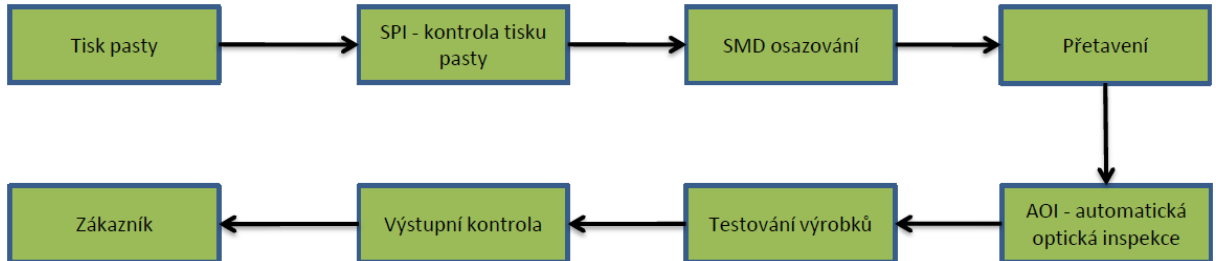 Tisk pasty
SPI - kontrola tisku
pasty
SMD osazování
Přetavení
AOI - automatická
optická inspekce
Testování výrobků
Výstupní kontrola
Zákazník